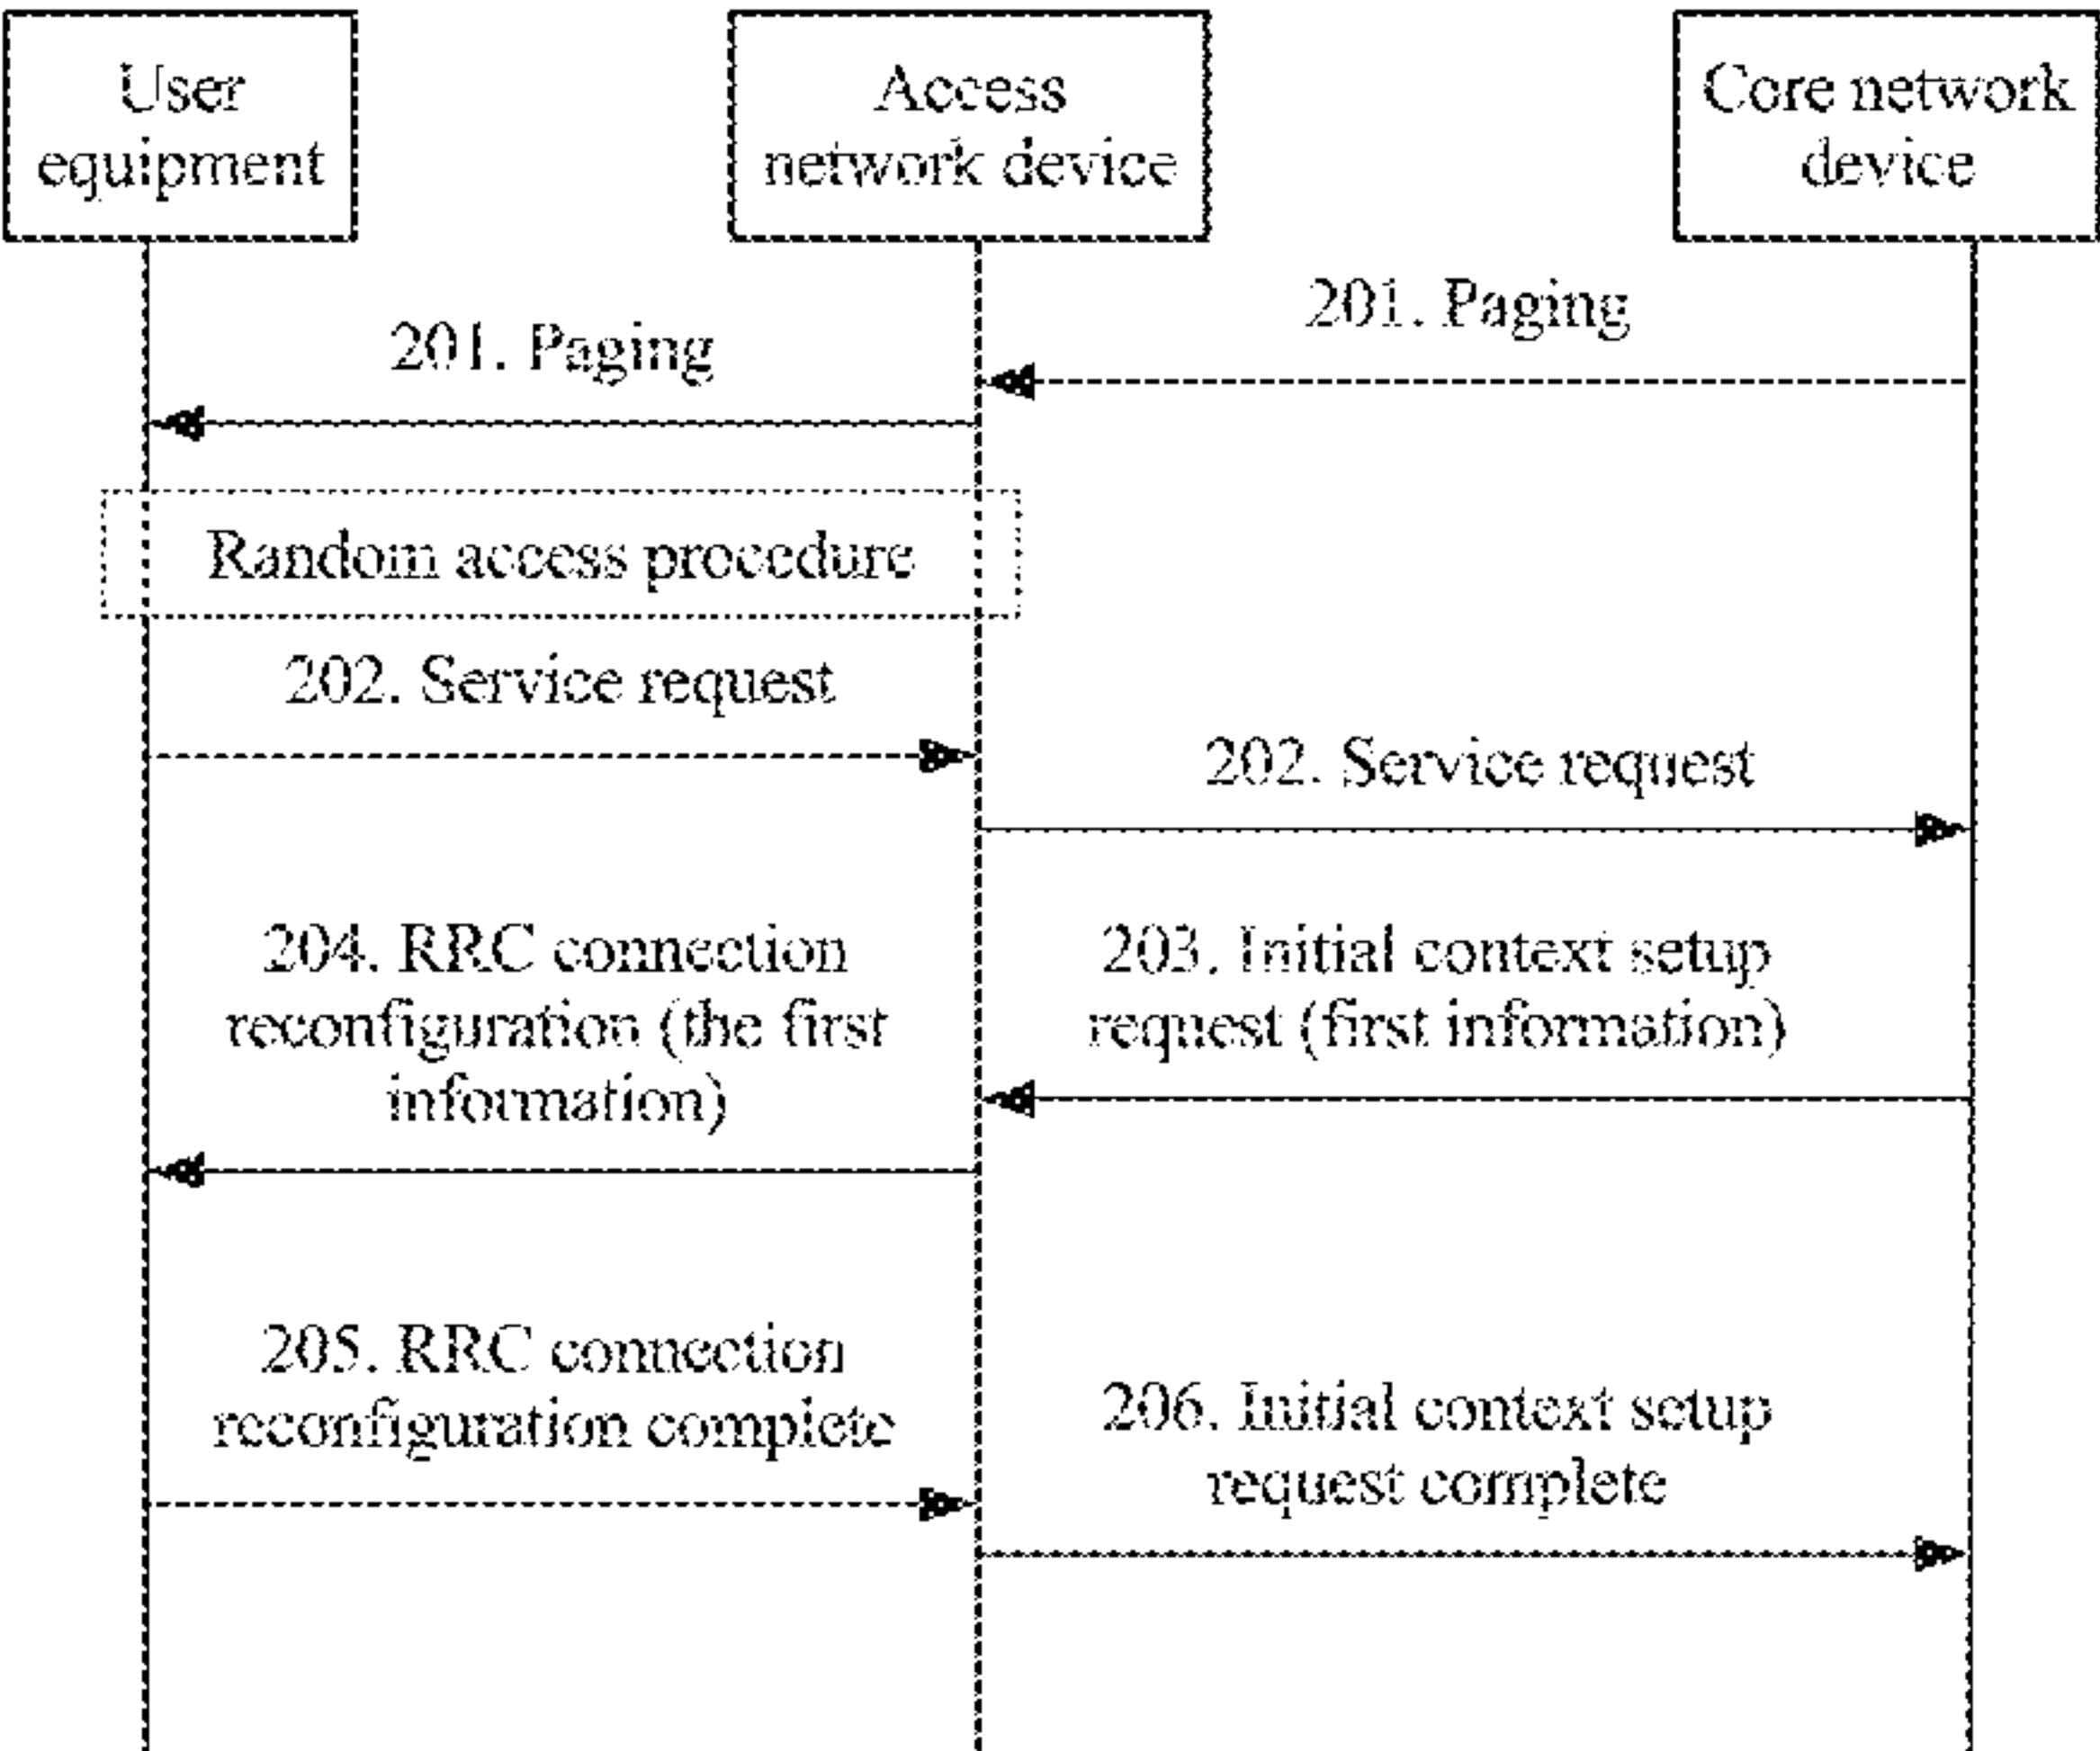 User
equipment
Access
network device
Core network
device
201. Paging
201. Paging
Random access procedure
202. Service request
202. Service request
204. RRC connection
reconfiguration (the first
information)
203. Initial context setup
request (first information)
205. RRC connection
reconfiguration complete
206. Initial context setup
request complete